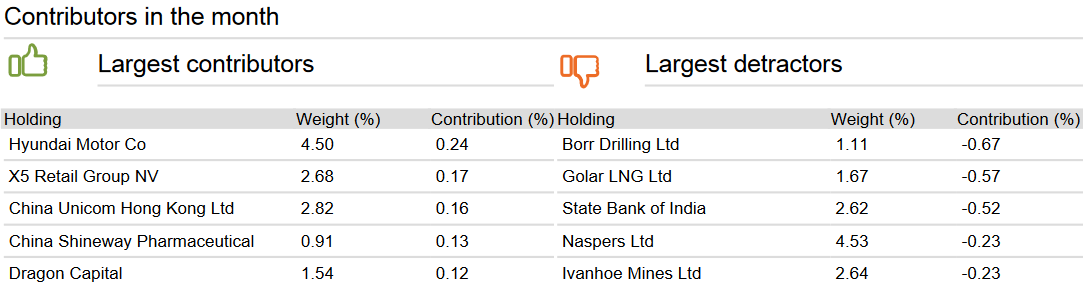 Contributors in the month
Largest contributors Largest detractors
Holding Weight (%) Contribution (%) Holding Weight (%) Contribution (%)
Hyundai Motor Co 4.50 0.24 Borr Drilling Ltd 1.11 -0.67
X5 Retail Group NV 2.68 0.17 Golar LNG Ltd 1.67 -0.57
China Unicom Hong Kong Ltd 2.82 0.16 State Bank of India 2.62 -0.52
China Shineway Pharmaceutical 0.91 0.13 Naspers Ltd 4.53 -0.23
Dragon Capital 1.54 0.12 Ivanhoe Mines Ltd 2.64 -0.23